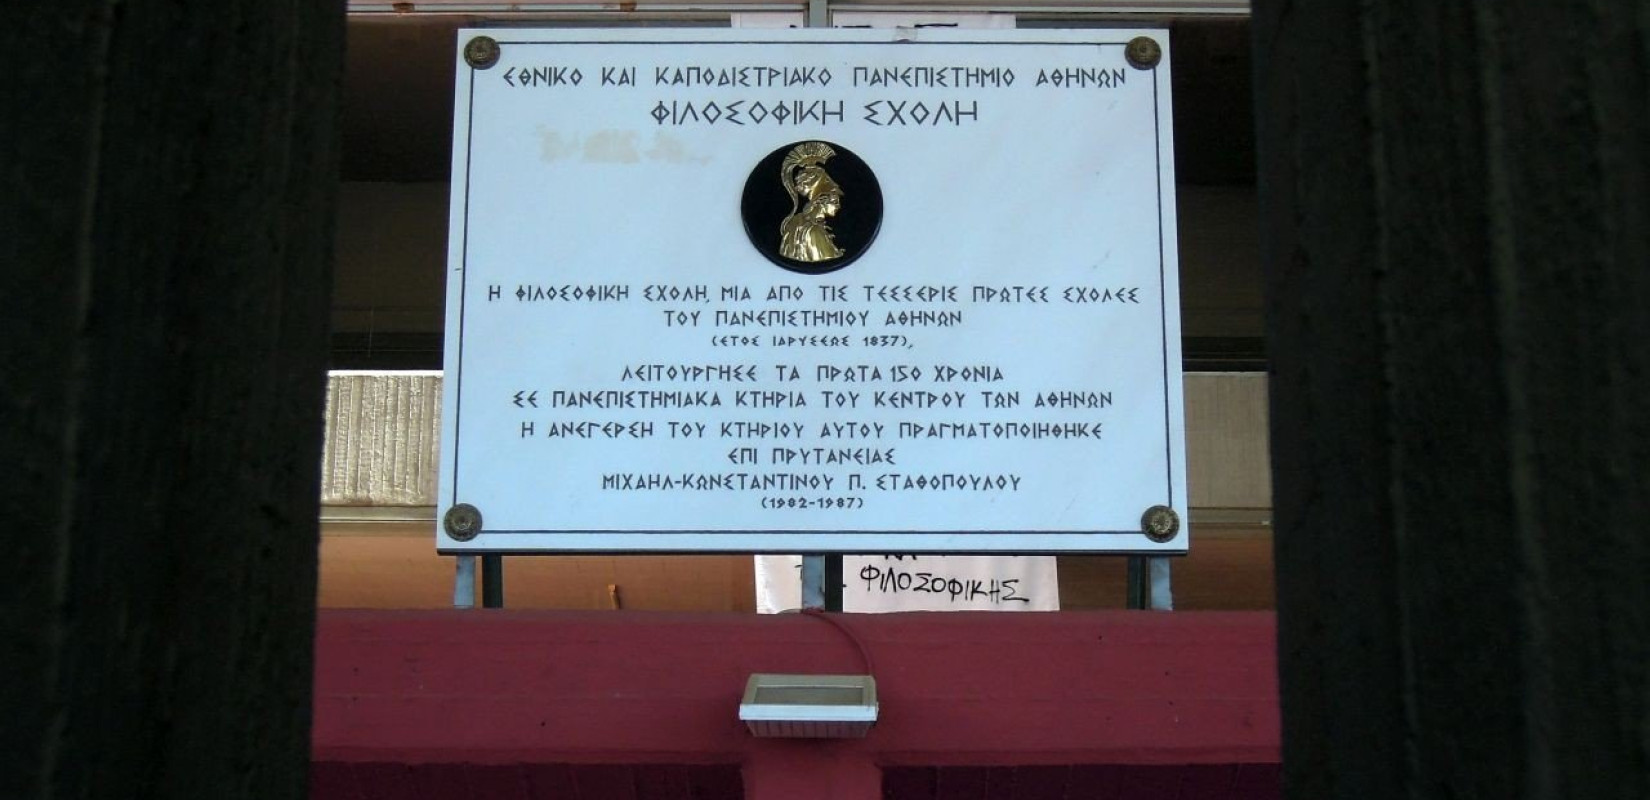 ΕΘΝΙΚΟ ΚΑΙ ΚΑΠΟΔΙΣΤΡΙΑΚΟ ΠΑΝΕΠΙΣΤΗΜΙΟ ΑΘΗΝΩΝ
ΦΙΛΟΣΟΦΙΚΗ ΣΧΟΛΗ
Η ΦΙΛΟΣΟΦΙΚΗ ΣΧΟΛΗ, ΜΙΑ ΑΠΟ ΤΙΣ ΤΕΣΣΕΡΙΣ ΠΡΩΤΕΣ ΣΧΟΛΕΣ
ΤΟΥ ΠΑΝΕΠΙΣΤΗΜΙΟΥ ΑΘΗΝΩΝ
(ΕΤΟΣ ΙΔΡΥΣΕΩΣ 1837),
ΛΕΙΤΟΥΡΓΗΣΕ ΤΑ ΠΡΩΤΑ 150 ΧΡΟΝΙΑ
ΣΕ ΠΑΝΕΠΙΣΤΗΜΙΑΚΑ ΚΤΗΡΙΑ ΤΟΥ ΚΕΝΤΡΟΥ ΤΩΝ ΑΘΗΝΩΝ
Η ΑΝΕΓΕΡΣΗ ΤΟΥ ΚΤΗΡΙΟΥ ΑΥΤΟΥ ΠΡΑΓΜΑΤΟΠΟΙΗΘΗΚΕ
ΕΠΙ ΠΡΥΤΑΝΕΙΑΣ
ΜΙΧΑΗΛ-ΚΩΝΣΤΑΝΤΙΝΟΥ Π. ΣΤΑΘΟΠΟΥΛΟΥ
(1982-1987)
ΦΙΛΟΣΟΦΙΚΗΣ